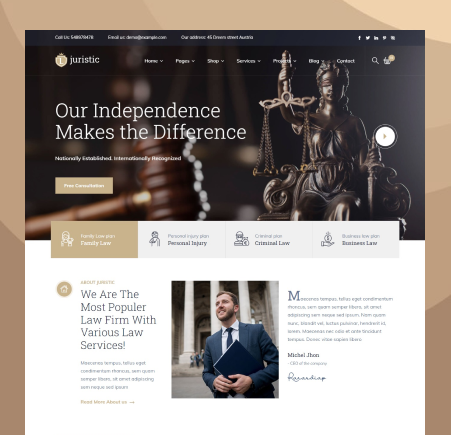 Call Us: 548978478 Email us: demo@example.com Our address: 45 Dreem street Austria
juristic Home Pages Shop Services Projects Blog Contact
Our Independence
Makes the Difference
Nationally Established. Internationally Recognized
Free Consultation
Family Law plan
Family Law
Personal injury plan
Personal Injury
Criminal plan
Criminal Law
Business law plan
Business Law
ABOUT JURISTIC
We Are The
Most Populer
Law Firm With
Various Law
Services!
Maecenas tempus, tellus eget
condimentum rhoncus, sem quam
semper libero, sit amet adipiscing
sem neque sed ipsum
Read More About us →
Maecenas tempus, tellus eget condimentum
rhoncus, sem quam semper libero, sit amet
adipiscing sem neque sed ipsum. Nam quam
nunc, blandit vel, luctus pulvinar, hendrerit id,
lorem. Maecenas nec odio et ante tincidunt
tempus. Donec vitae sapien libero
Michel Jhon
- CEO of the company